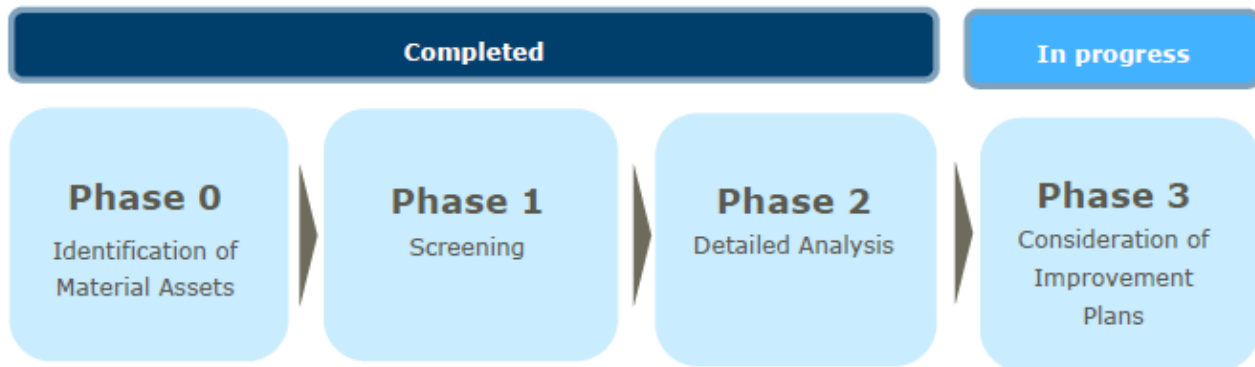 Completed
In progress
Phase 0
Identification of
Material Assets
Phase 1
Screening
Phase 2
Detailed Analysis
Phase 3
Consideration of
Improvement
Plans